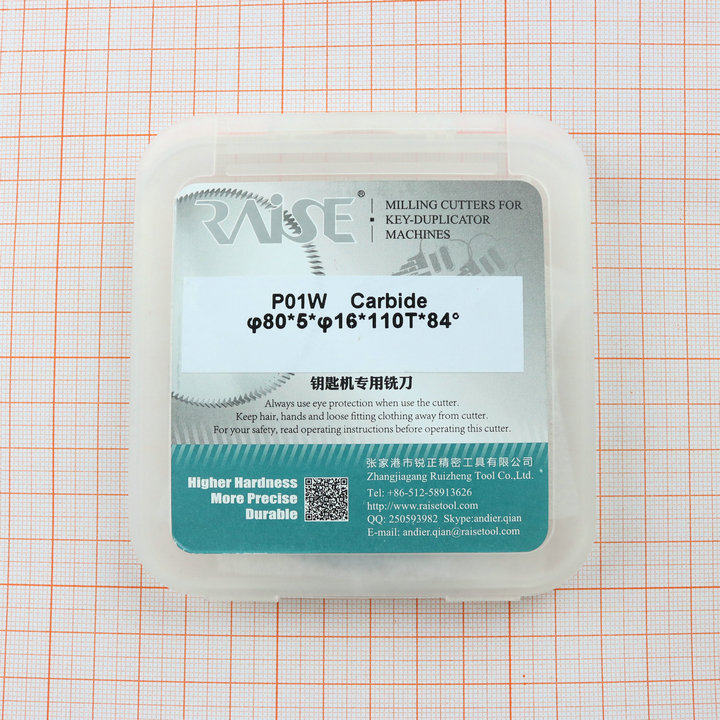 RAISE®
MILLING CUTTERS FOR
KEY-DUPLICATOR
MACHINES
P01W Carbide
φ80*5*φ16*110T*84°
钥匙机专用铣刀
Always use eye protection when use the cutter.
Keep hair, hands and loose fitting clothing away from cutter.
For your safety, read operating instructions before operating this cutter.
Higher Hardness
More Precise
Durable
张家港市锐正精密工具有限公司
Zhangjiagang Ruizheng Tool Co.,Ltd.
Tel: +86-512-58913626
http://www.raisetool.com
QQ: 250593982 Skype:andier.qian
E-mail: andier.qian@raisetool.com